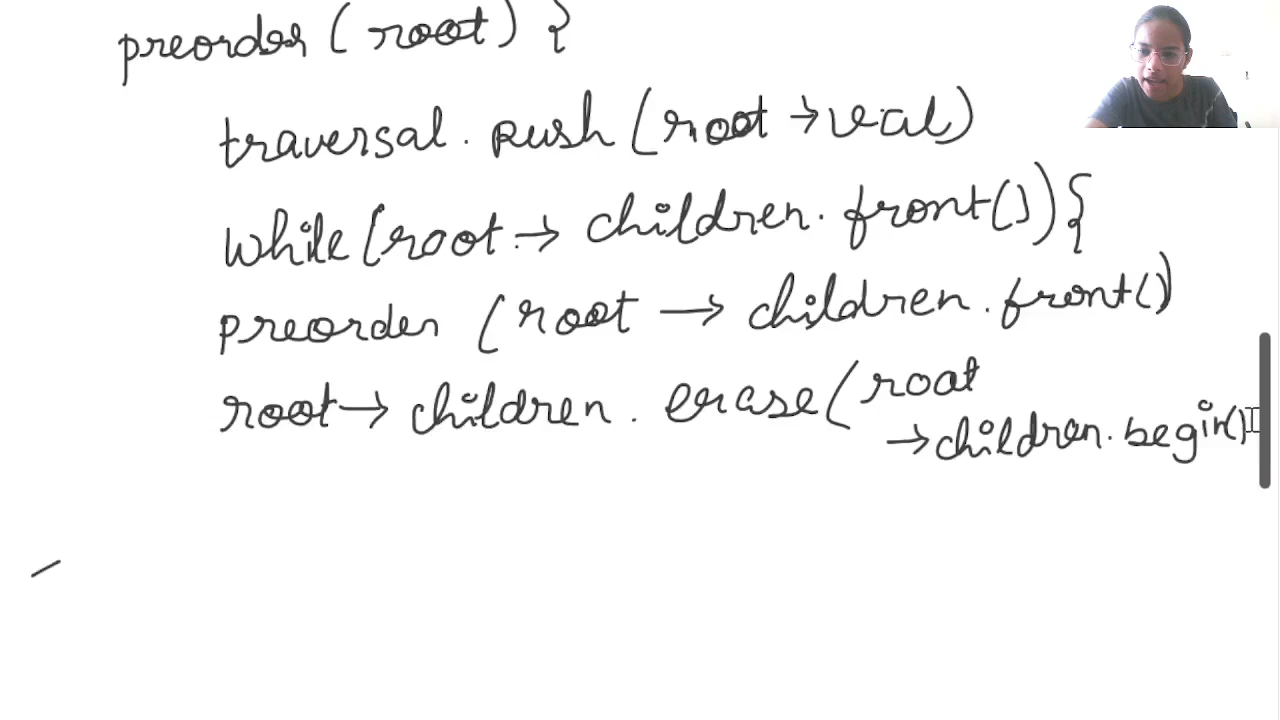 preorder (root) {
traversal. push (root →val)
while (root → children. front()) {
preorder (root → children. front()
root → children. erase (root
→ children. begin()